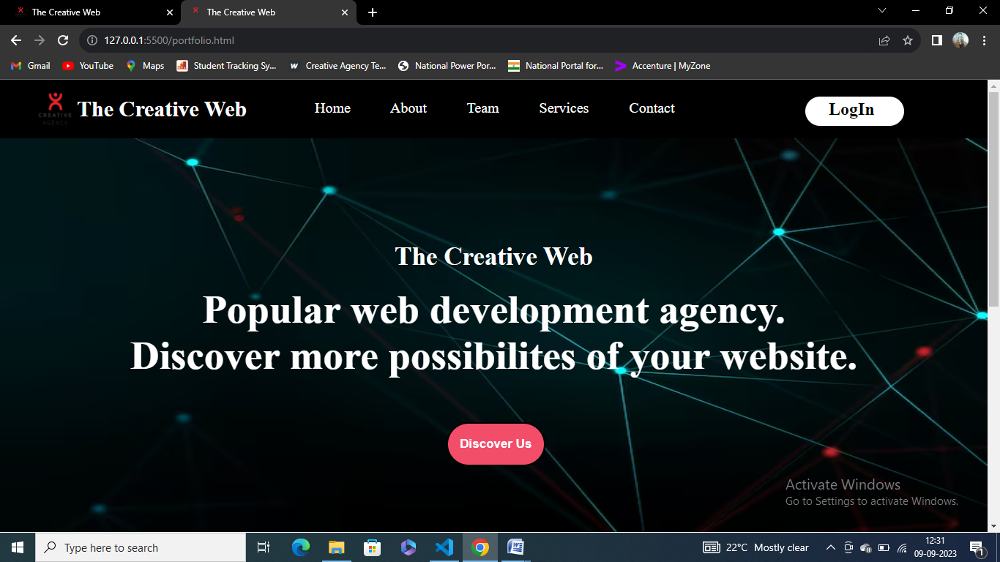 The Creative Web
The Creative Web
127.0.0.1:5500/portfolio.html
Gmail YouTube Maps Student Tracking Sy... W Creative Agency Te... National Power Por... National Portal for... Accenture | MyZone
CREATIVE
AGENCY
The Creative Web
Home About Team Services Contact
LogIn
The Creative Web
Popular web development agency.
Discover more possibilites of your website.
Discover Us
Activate Windows
Go to Settings to activate Windows.
Type here to search
W
22°C Mostly clear
12:31
09-09-2023
1